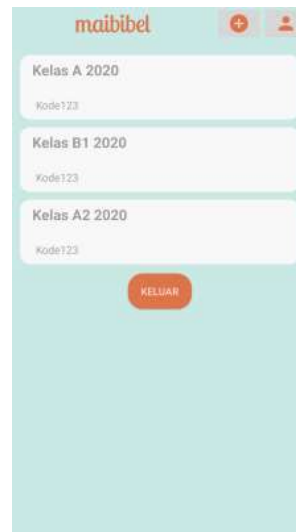 maibibel
Kelas A 2020
Kode123
Kelas B1 2020
Kode123
Kelas A2 2020
Kode123
KELUAR